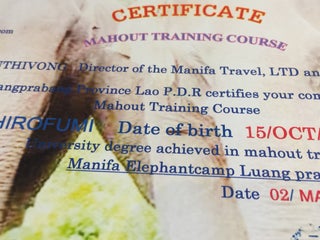 CERTIFICATE
.com
MAHOUT TRAINING COURSE
UTHIVONG, Director of the Manifa Travel, LTD an
angprabang Province Lao P.D.R certifies your con
Mahout Training Course
HIROFUMI Date of birth 15/OCT/
University degree achieved in mahout tr
Manifa Elephantcamp Luang pra
Date 02/ MA